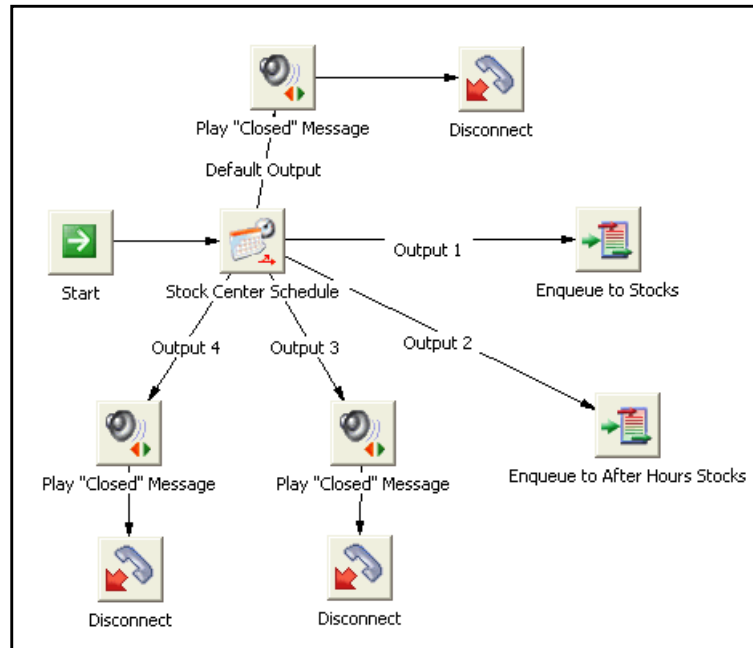 Play "Closed" Message
Disconnect
Default Output
Start
Stock Center Schedule
Output 1
Enqueue to Stocks
Output 4
Output 3
Output 2
Play "Closed" Message
Play "Closed" Message
Enqueue to After Hours Stocks
Disconnect
Disconnect